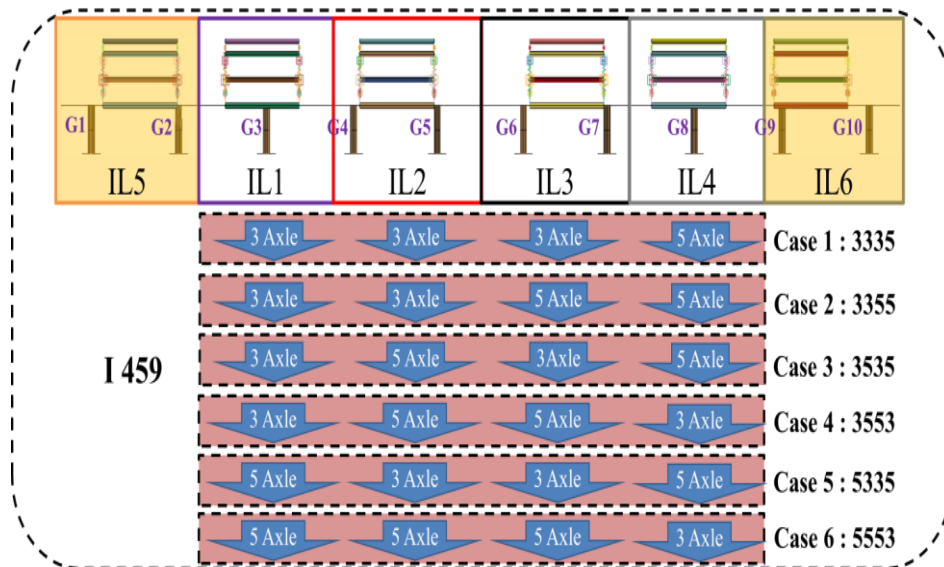 G1 G2 G3 G4 G5 G6 G7 G8 G9 G10
IL5 IL1 IL2 IL3 IL4 IL6
3 Axle 3 Axle 3 Axle 5 Axle Case 1 : 3335
3 Axle 3 Axle 5 Axle 5 Axle Case 2 : 3355
I 459
3 Axle 5 Axle 3Axle 5 Axle Case 3 : 3535
3 Axle 5 Axle 5 Axle 3 Axle Case 4 : 3553
5 Axle 3 Axle 3 Axle 5 Axle Case 5 : 5335
5 Axle 5 Axle 5 Axle 3 Axle Case 6 : 5553